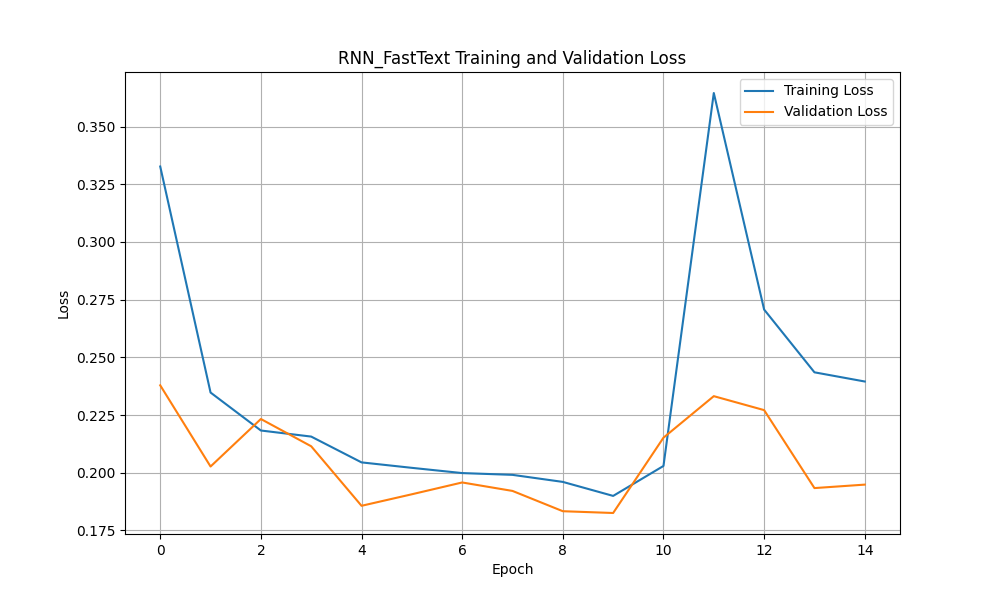 RNN_FastText Training and Validation Loss
Training Loss
Validation Loss
0.350
0.325
0.300
0.275
0.250
0.225
0.200
0.175
Loss
0 2 4 6 8 10 12 14
Epoch